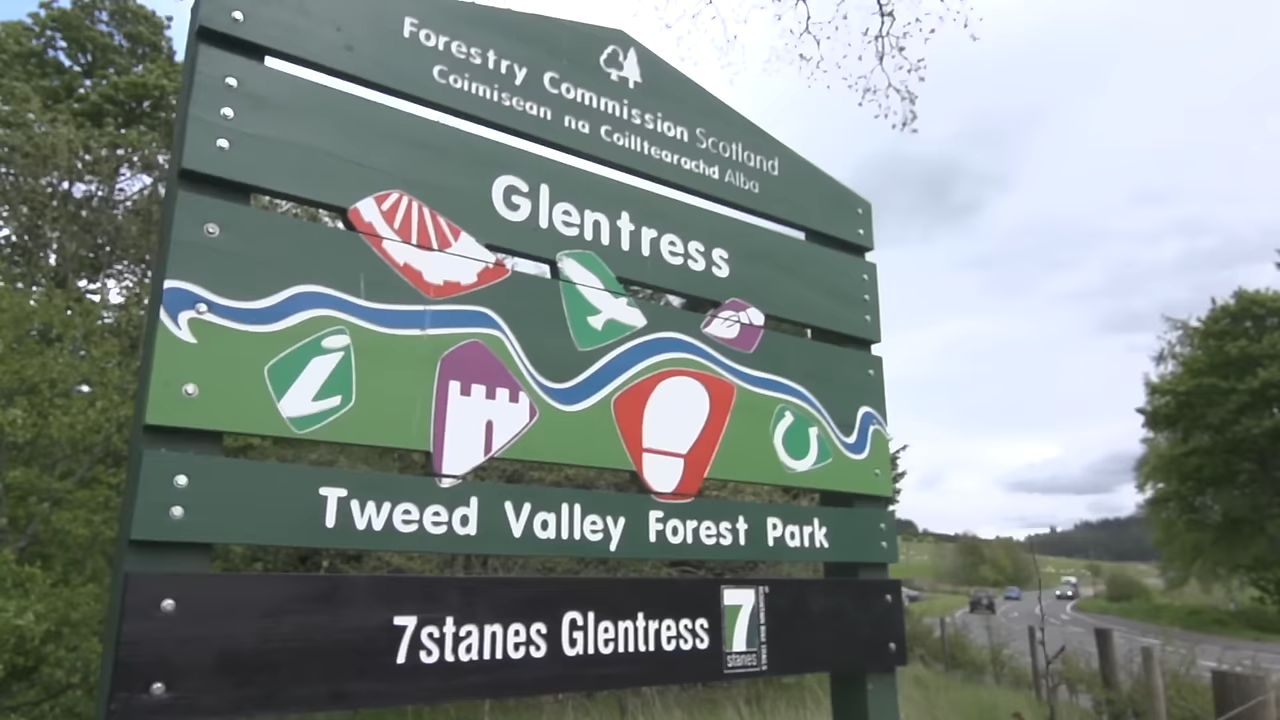 Forestry Commission Scotland
Coimisean na Coilltearachd Alba
Glentress
Tweed Valley Forest Park
7stanes Glentress
7
stanes